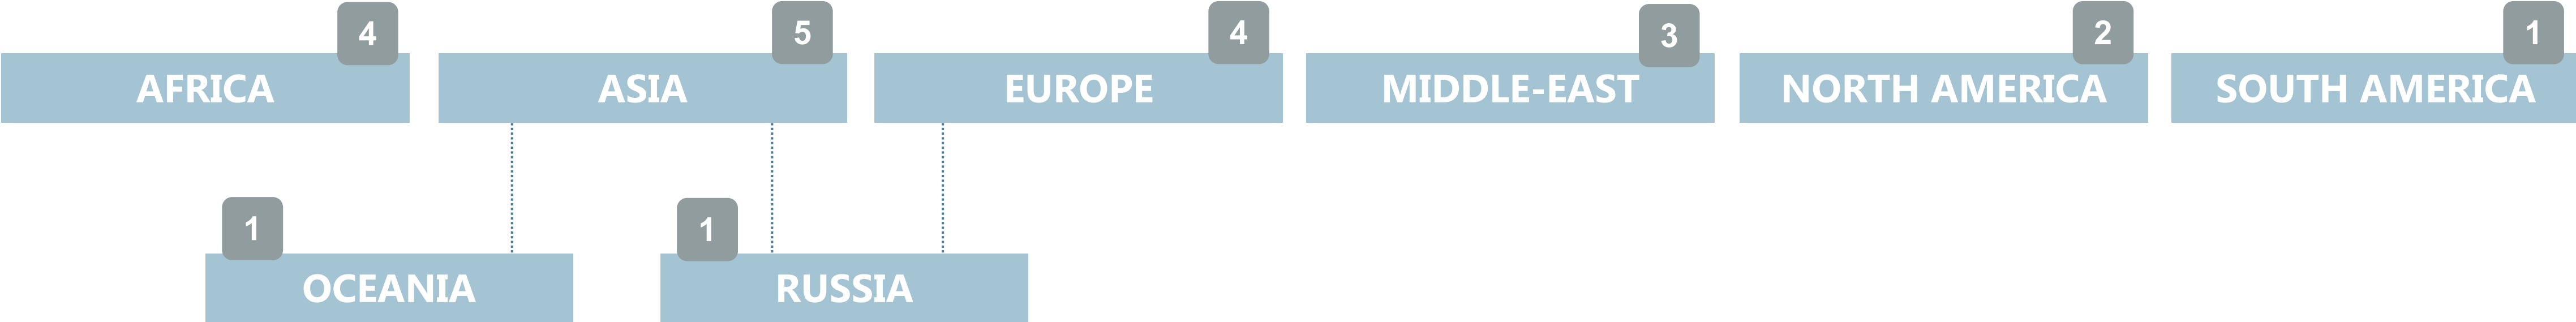 4
AFRICA
5
ASIA
4
EUROPE
3
MIDDLE-EAST
2
NORTH AMERICA
1
SOUTH AMERICA
1
OCEANIA
1
RUSSIA